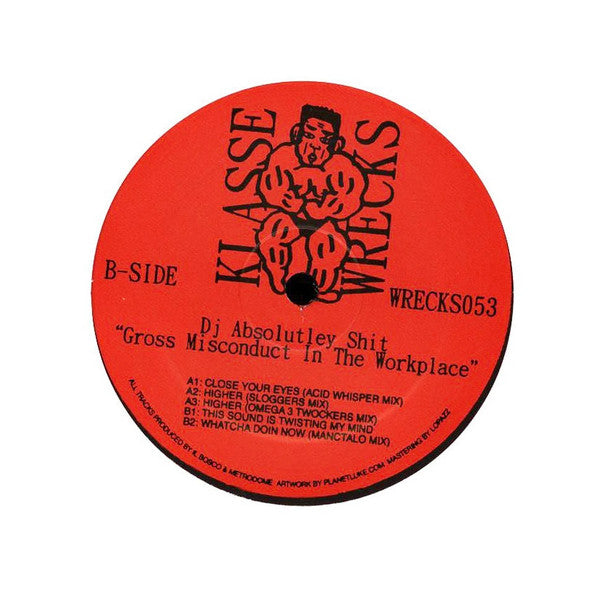 KLASSE
WRECKS
B-SIDE
WRECKS053
Dj Absolutley Shit
“Gross Misconduct In The Workplace”
A1: CLOSE YOUR EYES (ACID WHISPER MIX)
A2: HIGHER (SLOGGERS MIX)
A3: HIGHER (OMEGA 3 TWOCKERS MIX)
B1: THIS SOUND IS TWISTING MY MIND
B2: WHATCHA DOIN NOW (MANCTALO MIX)
ALL TRACKS PRODUCED BY IL BOSCO & METRODOME ARTWORK BY PLANETLUKE.COM MASTERING BY LOPAZZ